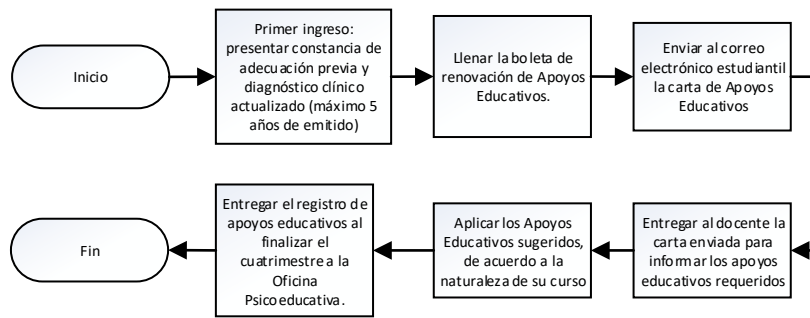 Inicio
Primer ingreso:
presentar constancia de
adecuación previa y
diagnóstico clínico
actualizado (máximo 5
años de emitido)
Llenar la boleta de
renovación de Apoyos
Educativos.
Enviar al correo
electrónico estudiantil
la carta de Apoyos
Educativos
Entregar al docente la
carta enviada para
informar los apoyos
educativos requeridos
Aplicar los Apoyos
Educativos sugeridos,
de acuerdo a la
naturaleza de su curso
Entregar el registro de
apoyos educativos al
finalizar el
cuatrimestre a la
Oficina
Psicoeducativa.
Fin